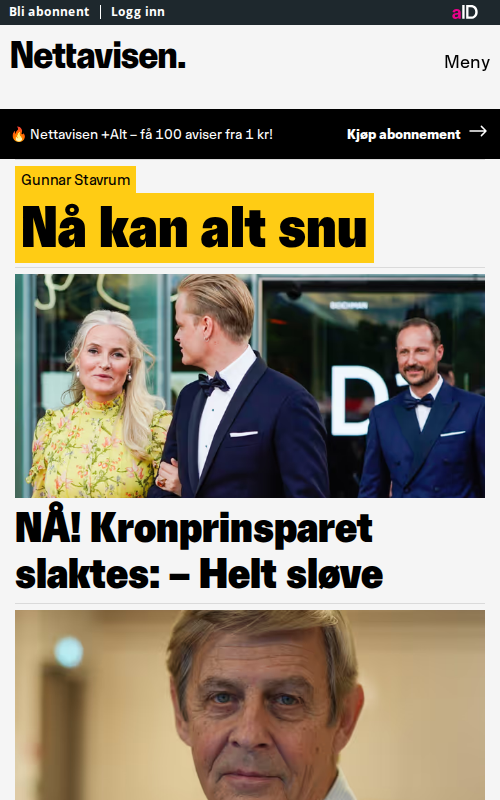 Bli abonnent | Logg inn
aID
Nettavisen.
Meny
🔥 Nettavisen +Alt – få 100 aviser fra 1 kr!
Kjøp abonnement →
Gunnar Stavrum
Nå kan alt snu
NÅ! Kronprinsparet
slaktes: – Helt sløve